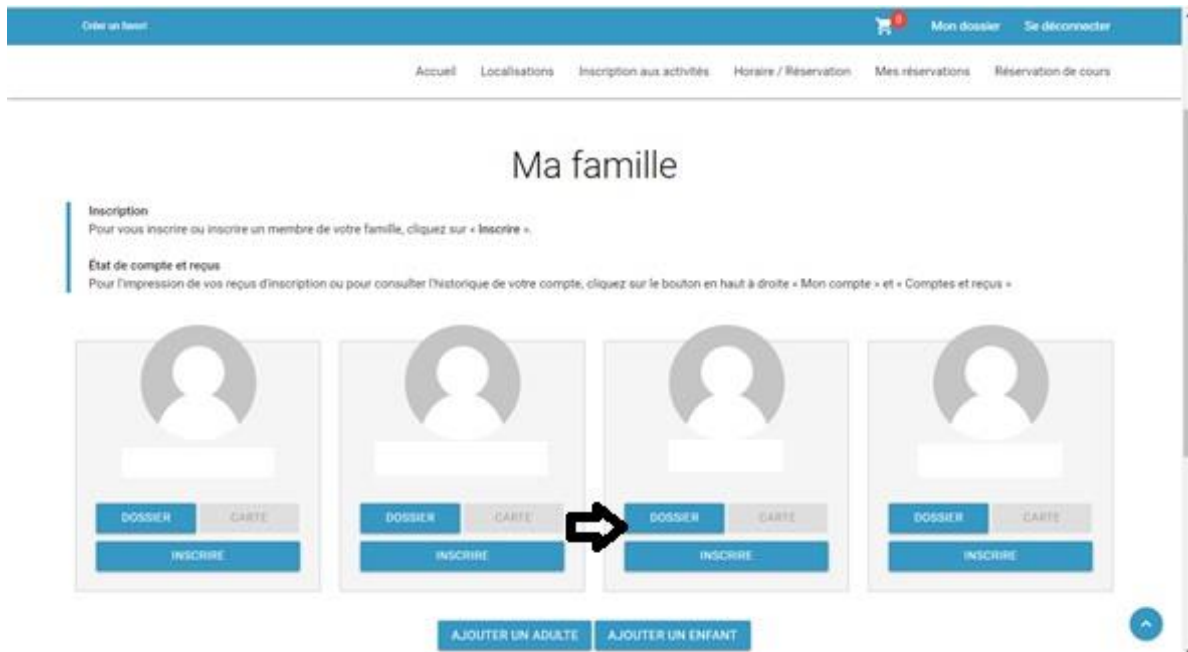 0
Mon dossier
Se déconnecter
Accueil
Localisations
Inscription aux activités
Horaire / Réservation
Mes réservations
Réservation de cours
Ma famille
Inscription
Pour vous inscrire ou inscrire un membre de votre famille, cliquez sur « Inscrire ».
État de compte et reçus
Pour l'impression de vos reçus d'inscription ou pour consulter l'historique de votre compte, cliquez sur le bouton en haut à droite « Mon compte » et « Comptes et reçus »
DOSSIER
CARTE
DOSSIER
CARTE
DOSSIER
CARTE
DOSSIER
CARTE
INSCRIRE
INSCRIRE
INSCRIRE
INSCRIRE
AJOUTER UN ADULTE
AJOUTER UN ENFANT